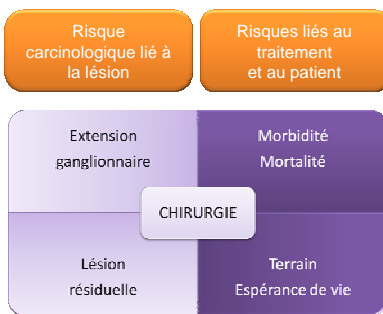 Risque
carcinologique lié à
la lésion
Risques liés au
traitement
et au patient
Extension
ganglionnaire
Morbidité
Mortalité
CHIRURGIE
Lésion
résiduelle
Terrain
Espérance de vie